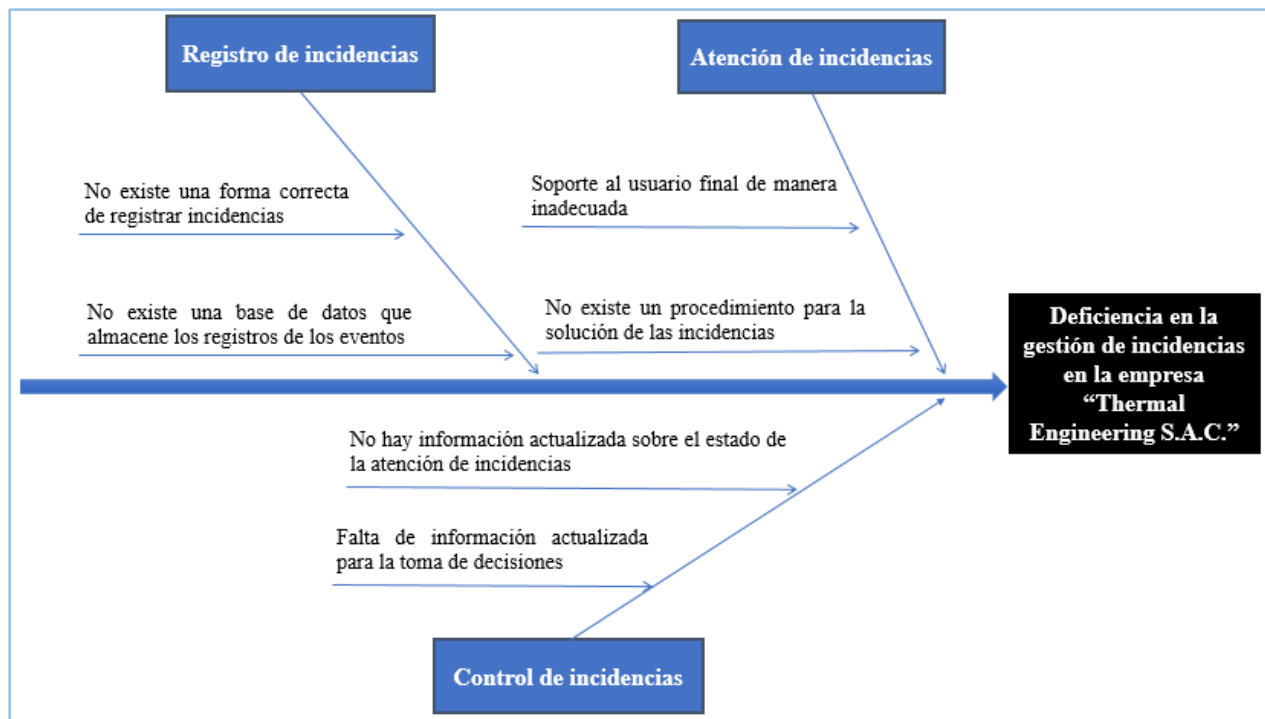 Registro de incidencias
Atención de incidencias
No existe una forma correcta
de registrar incidencias
Soporte al usuario final de manera
inadecuada
No existe una base de datos que
almacene los registros de los eventos
No existe un procedimiento para la
solución de las incidencias
Deficiencia en la
gestión de incidencias
en la empresa
“Thermal
Engineering S.A.C.”
No hay información actualizada sobre el estado de
la atención de incidencias
Falta de información actualizada
para la toma de decisiones
Control de incidencias